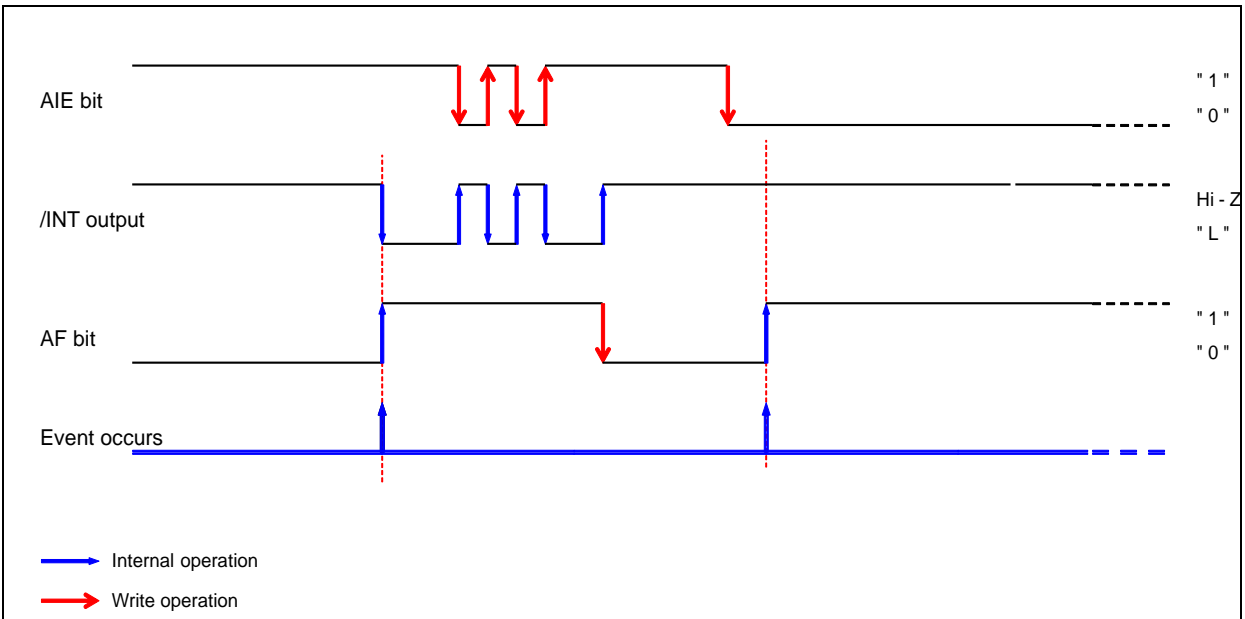 AIE bit
" 1 "
" 0 "
/INT output
Hi - Z
" L "
AF bit
" 1 "
" 0 "
Event occurs
Internal operation
Write operation